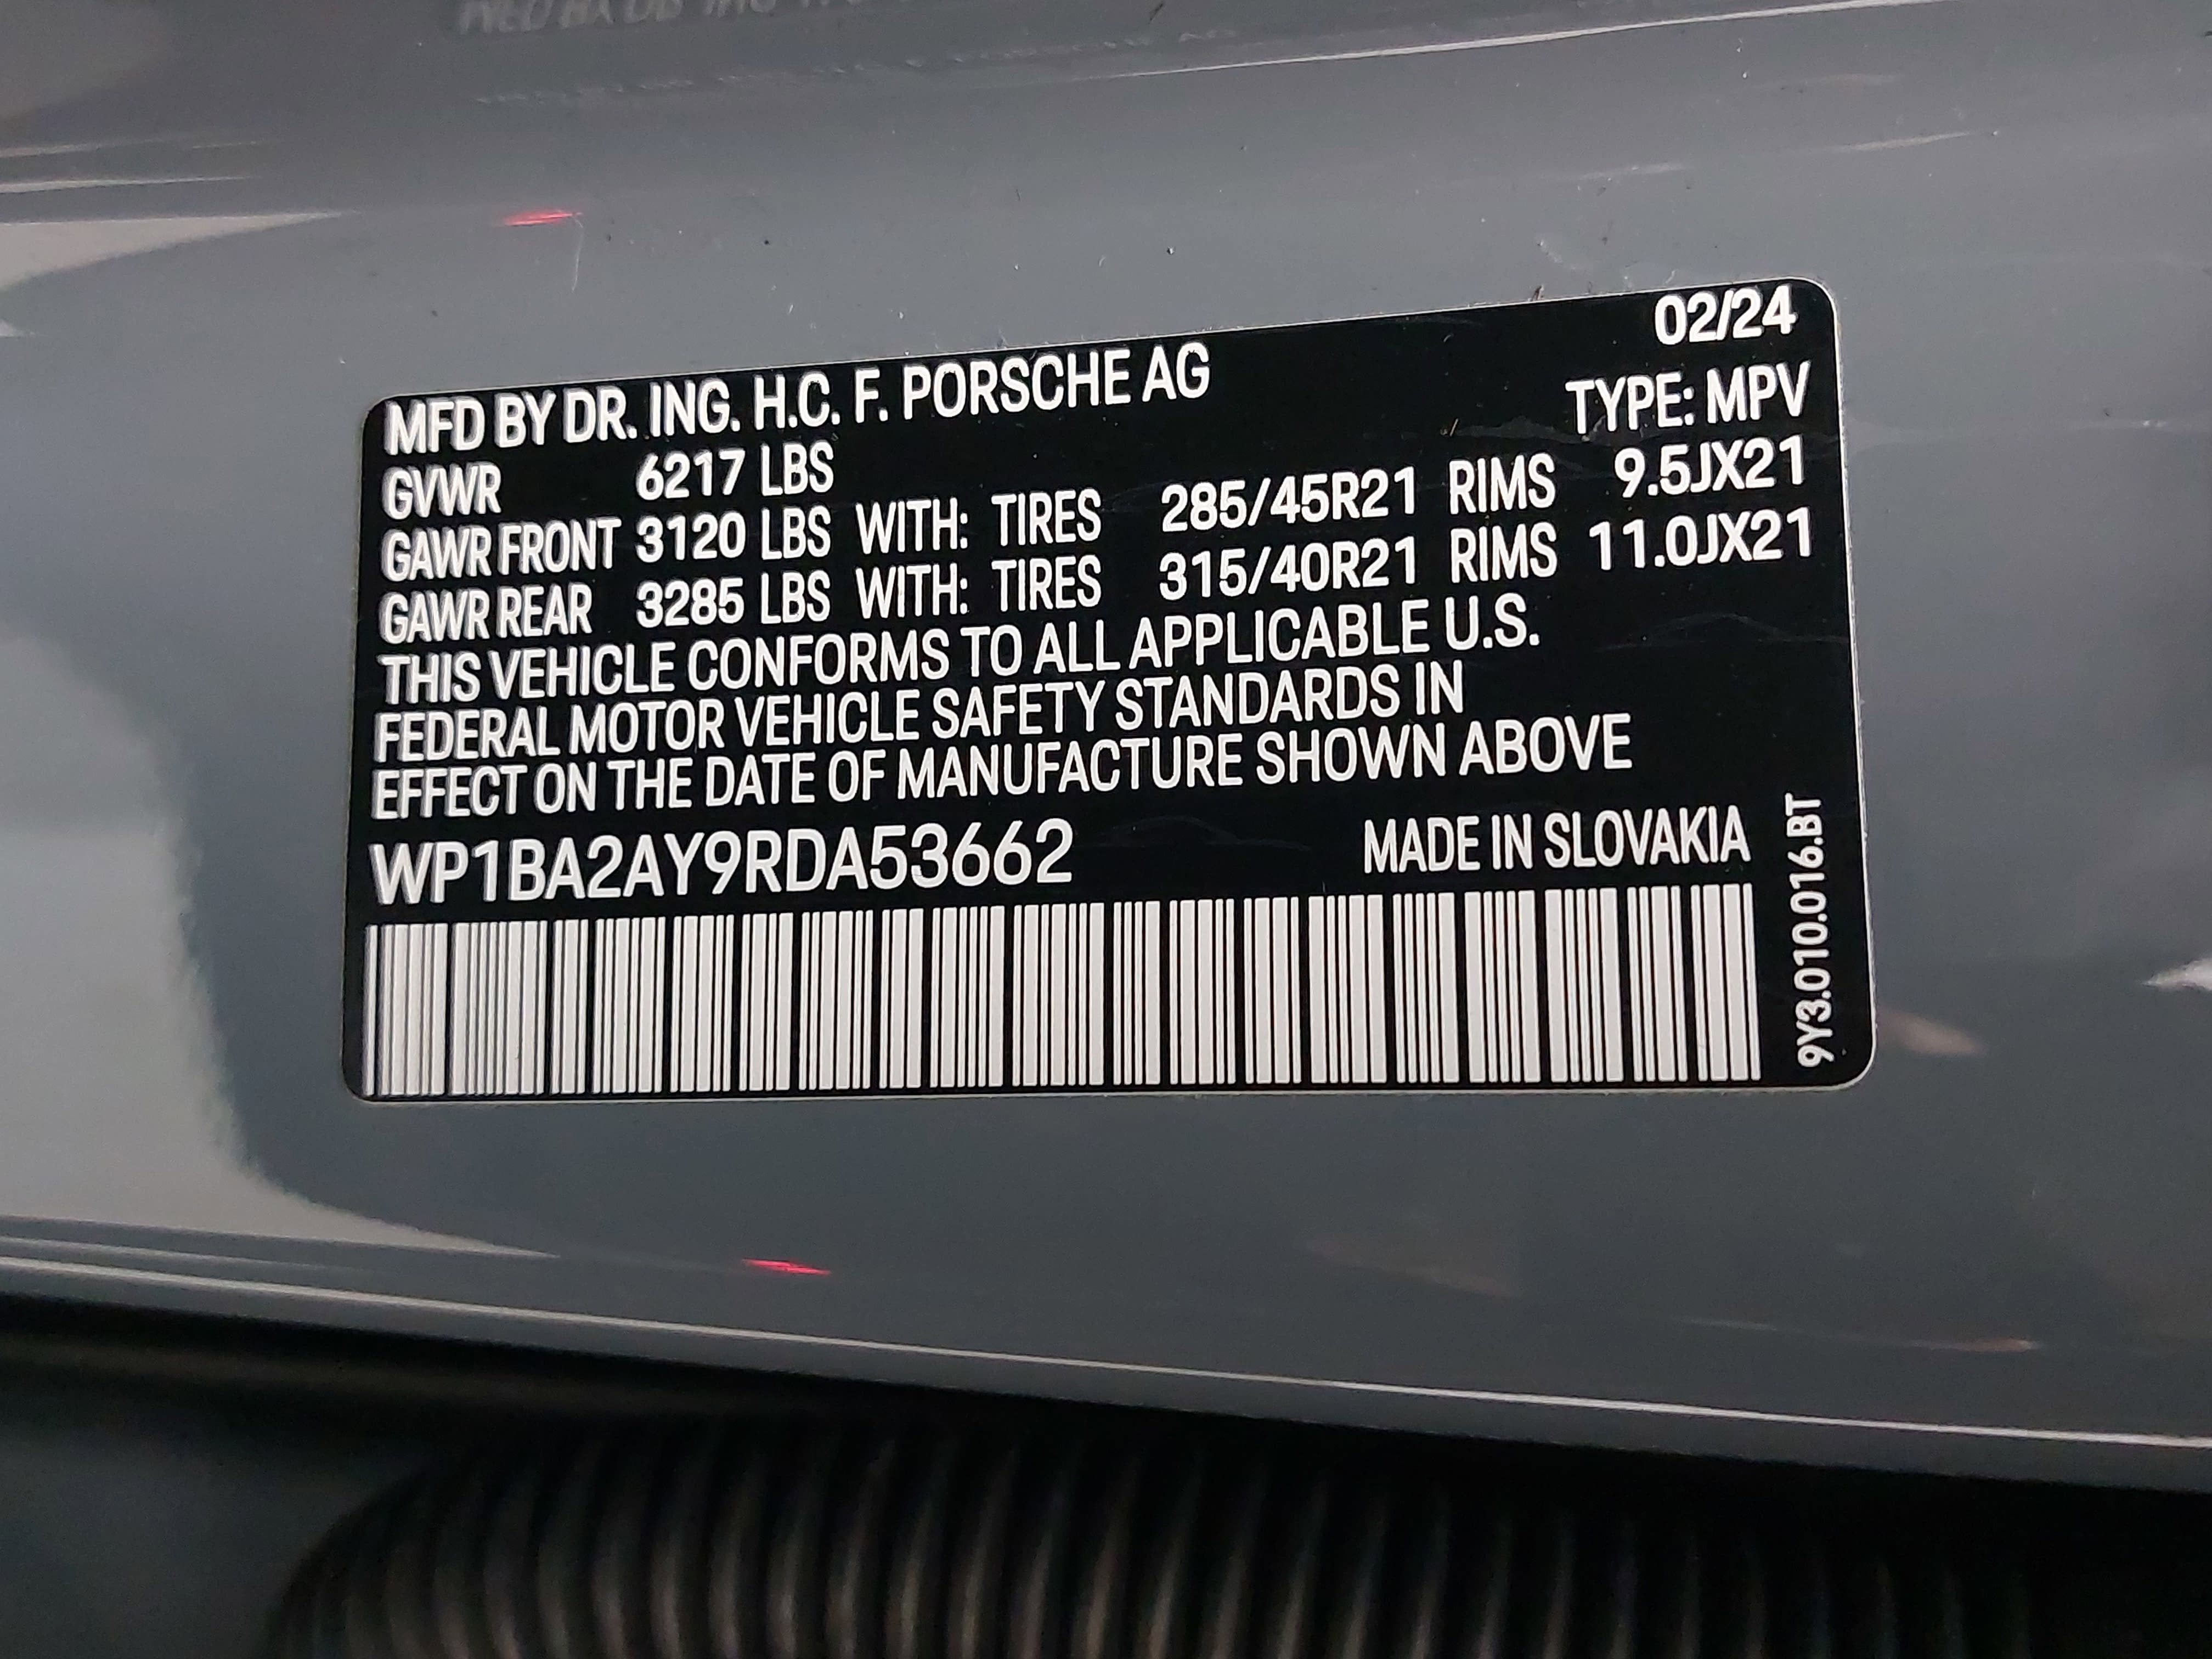 02/24
MFD BY DR. ING. H.C. F. PORSCHE AG
TYPE: MPV
GVWR 6217 LBS
GAWR FRONT 3120 LBS WITH: TIRES 285/45R21 RIMS 9.5JX21
GAWR REAR 3285 LBS WITH: TIRES 315/40R21 RIMS 11.0JX21
THIS VEHICLE CONFORMS TO ALL APPLICABLE U.S.
FEDERAL MOTOR VEHICLE SAFETY STANDARDS IN
EFFECT ON THE DATE OF MANUFACTURE SHOWN ABOVE
WP1BA2AY9RDA53662 MADE IN SLOVAKIA
9Y3.010.016.BT